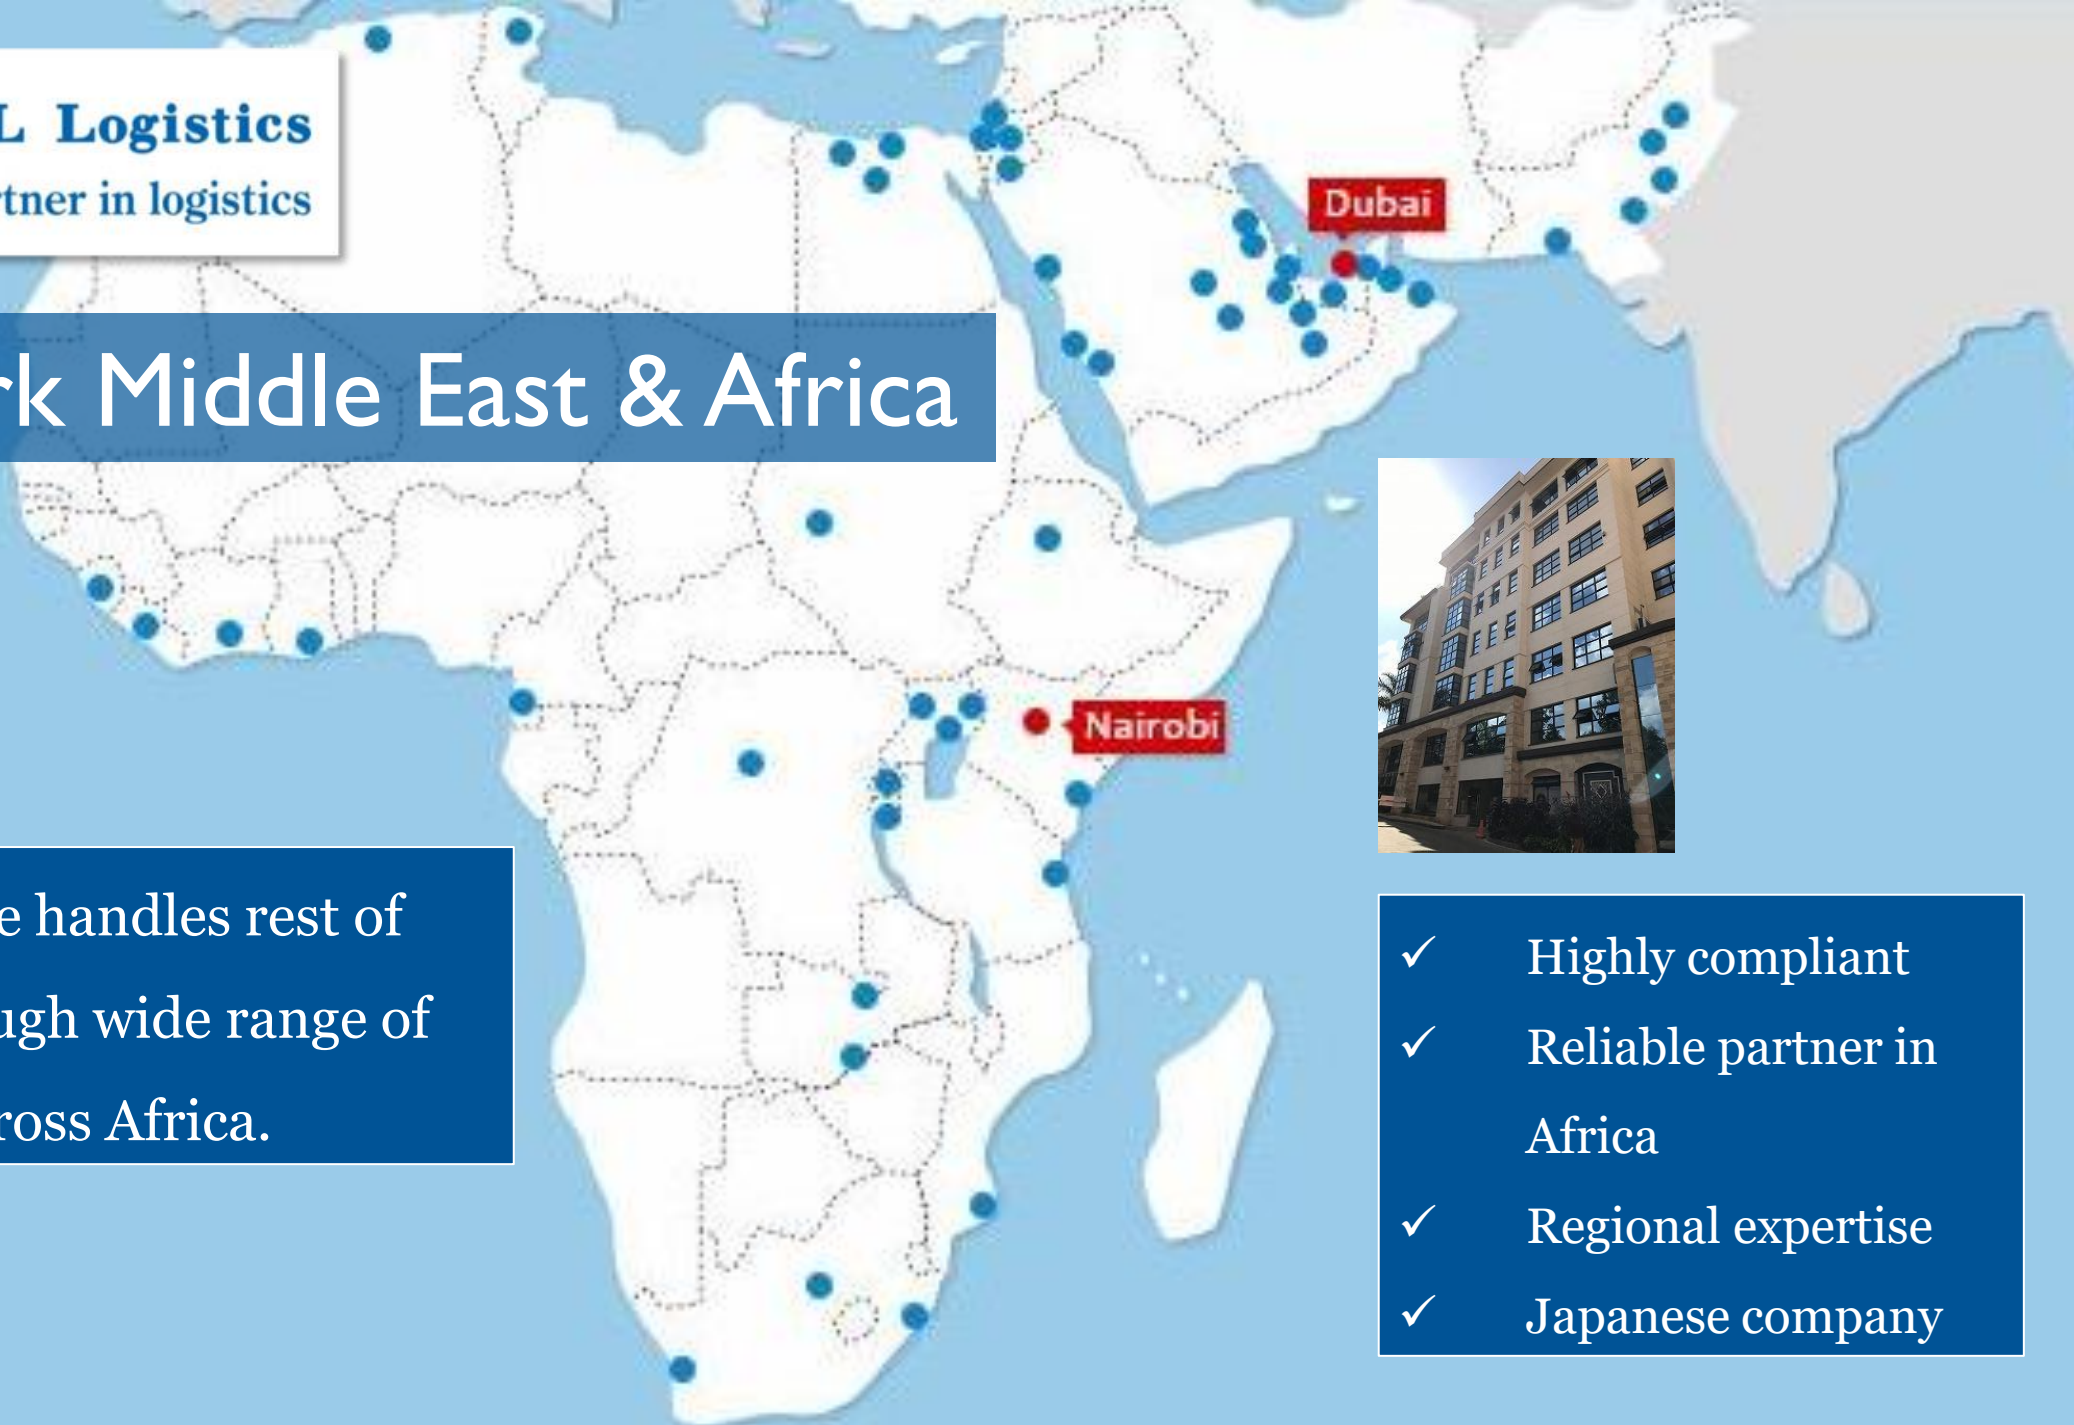 L Logistics
tner in logistics
Dubai
rk Middle East & Africa
Nairobi
e handles rest of
ugh wide range of
ross Africa.
✓ Highly compliant
✓ Reliable partner in
Africa
✓ Regional expertise
✓ Japanese company